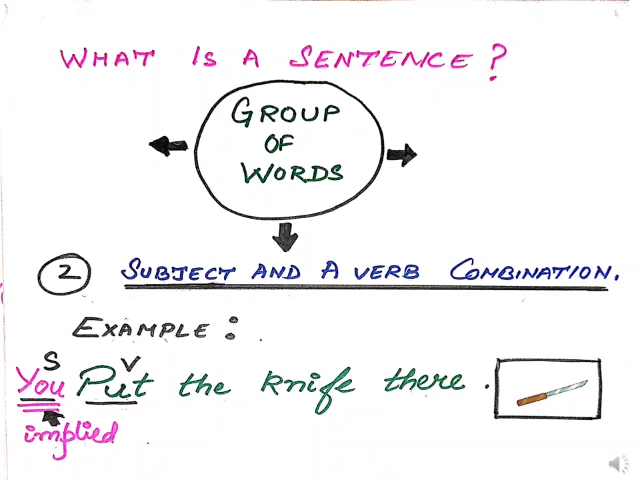 WHAT IS A SENTENCE?
GROUP
OF
WORDS
2 SUBJECT AND A VERB COMBINATION.
EXAMPLE:
S V
You Put the knife there.
implied